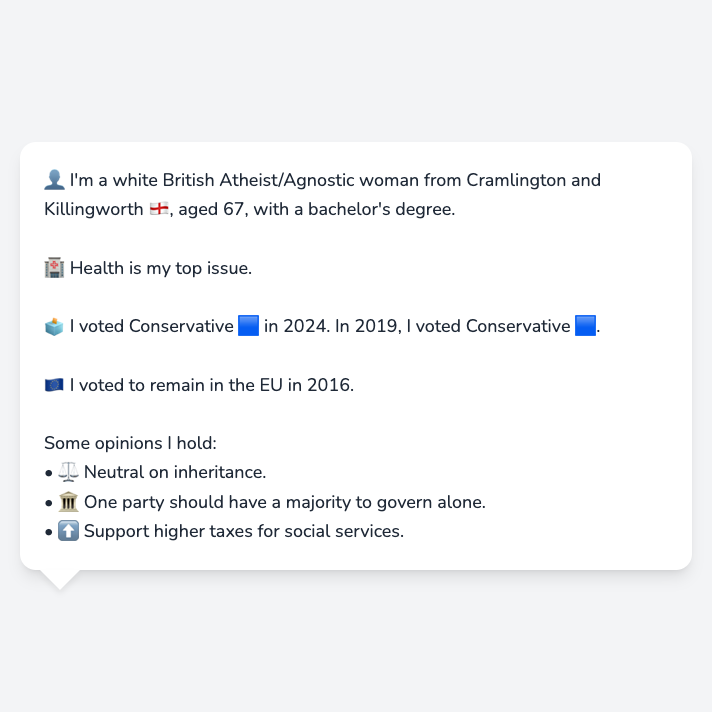 👤 I'm a white British Atheist/Agnostic woman from Cramlington and
Killingworth 🏴󠁧󠁢󠁥󠁮󠁧󠁿, aged 67, with a bachelor's degree.
🏥 Health is my top issue.
🗳️ I voted Conservative 🟦 in 2024. In 2019, I voted Conservative 🟦.
🇪🇺 I voted to remain in the EU in 2016.
Some opinions I hold:
• ⚖️ Neutral on inheritance.
• 🏛️ One party should have a majority to govern alone.
• ⬆️ Support higher taxes for social services.